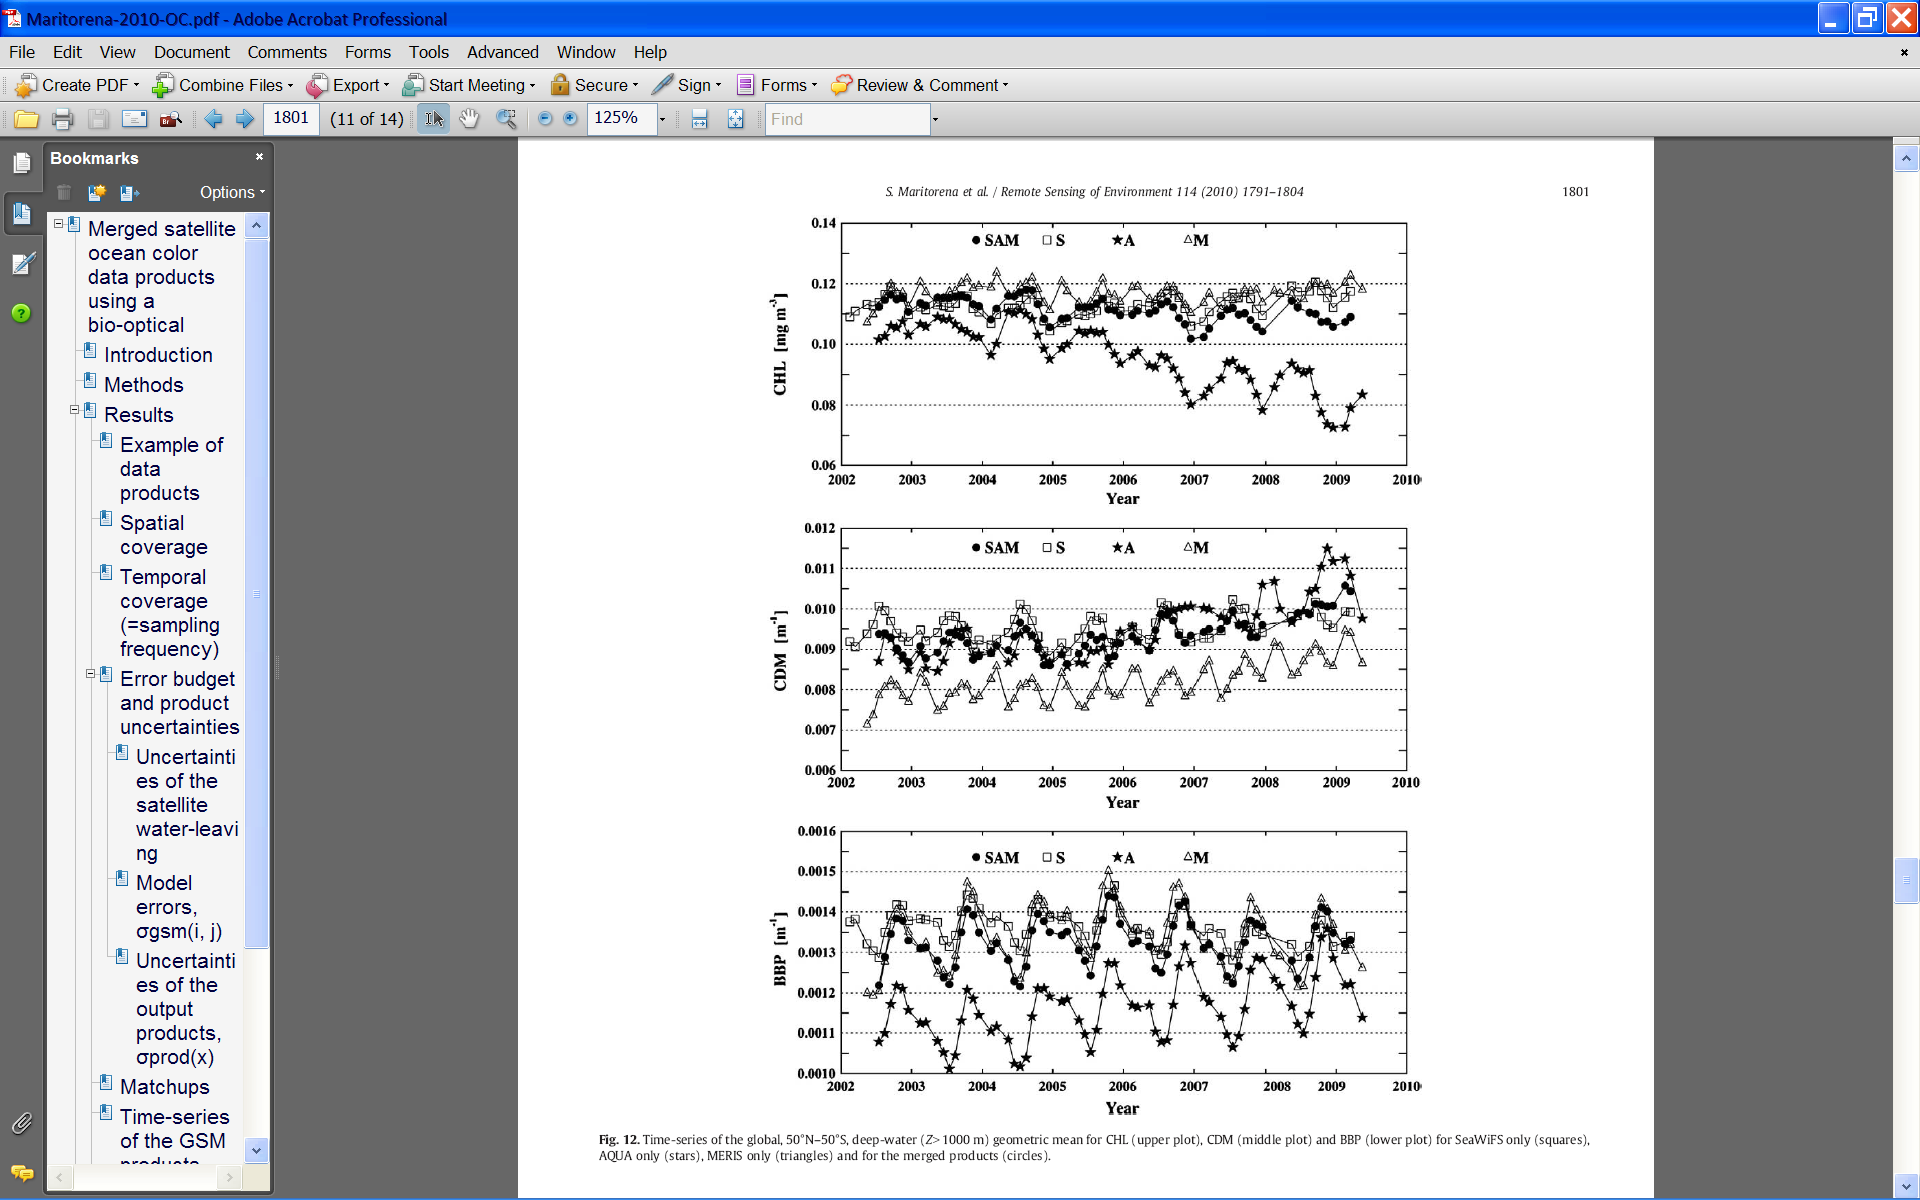 Maritorena-2010-OC.pdf - Adobe Acrobat Professional
File Edit View Document Comments Forms Tools Advanced Window Help
Create PDF Combine Files Export Start Meeting Secure Sign Forms Review & Comment
1801 (11 of 14) 125% Find
Bookmarks
Options
Merged satellite
ocean color
data products
using a
bio-optical
Introduction
Methods
Results
Example of
data
products
Spatial
coverage
Temporal
coverage
(=sampling
frequency)
Error budget
and product
uncertainties
Uncertainti
es of the
satellite
water-leavi
ng
Model
errors,
σgsm(i, j)
Uncertainties
of the
output
products,
σprod(x)
Matchups
Time-series
of the GSM
products
S. Maritorena et al. / Remote Sensing of Environment 114 (2010) 1791–1804 1801
0.14
SAM S A M
0.12
CHL [mg m-3]
0.10
0.08
0.06
2002 2003 2004 2005 2006 2007 2008 2009 2010
Year
0.012
SAM S A M
0.011
0.010
CDM [m-1]
0.009
0.008
0.007
0.006
2002 2003 2004 2005 2006 2007 2008 2009 2010
Year
0.0016
SAM S A M
0.0015
0.0014
BBP [m-1]
0.0013
0.0012
0.0011
0.0010
2002 2003 2004 2005 2006 2007 2008 2009 2010
Year
Fig. 12. Time-series of the global, 50°N–50°S, deep-water (Z>1000 m) geometric mean for CHL (upper plot), CDM (middle plot) and BBP (lower plot) for SeaWiFS only (squares),
AQUA only (stars), MERIS only (triangles) and for the merged products (circles).